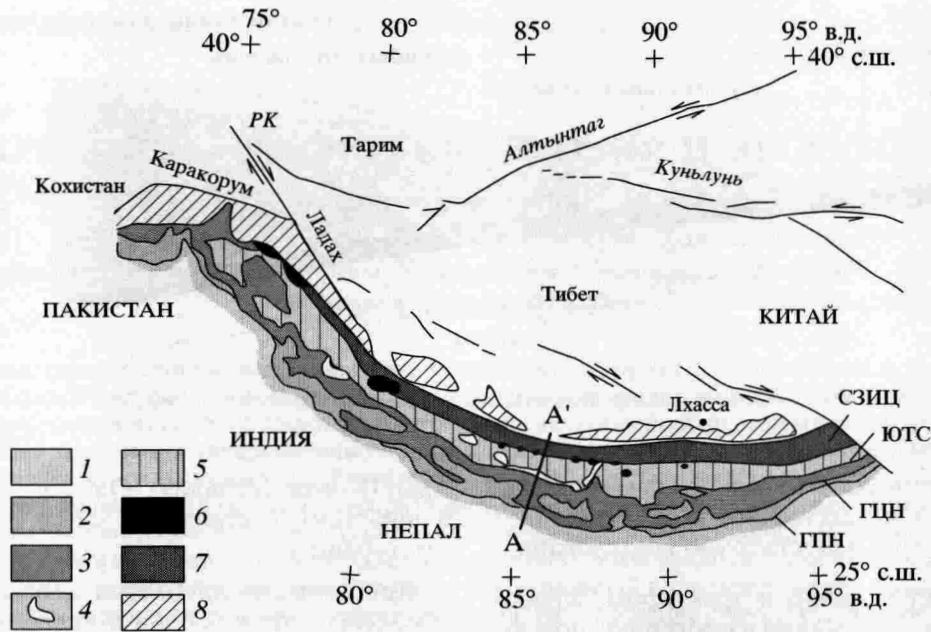 75° 80° 85° 90° 95° в.д.
40° 40° с.ш.
РК
Тарим
Алтынтаг
Куньлунь
Каракорум
Кохистан
Ладах
Тибет
ПАКИСТАН
КИТАЙ
Лхасса
СЗИЦ
А'
ЮТС
ИНДИЯ
1 5
2 6
ГЦН
НЕПАЛ
ГПН
3 7
А
4 8
25° с.ш.
80° 85° 90° 95° в.д.